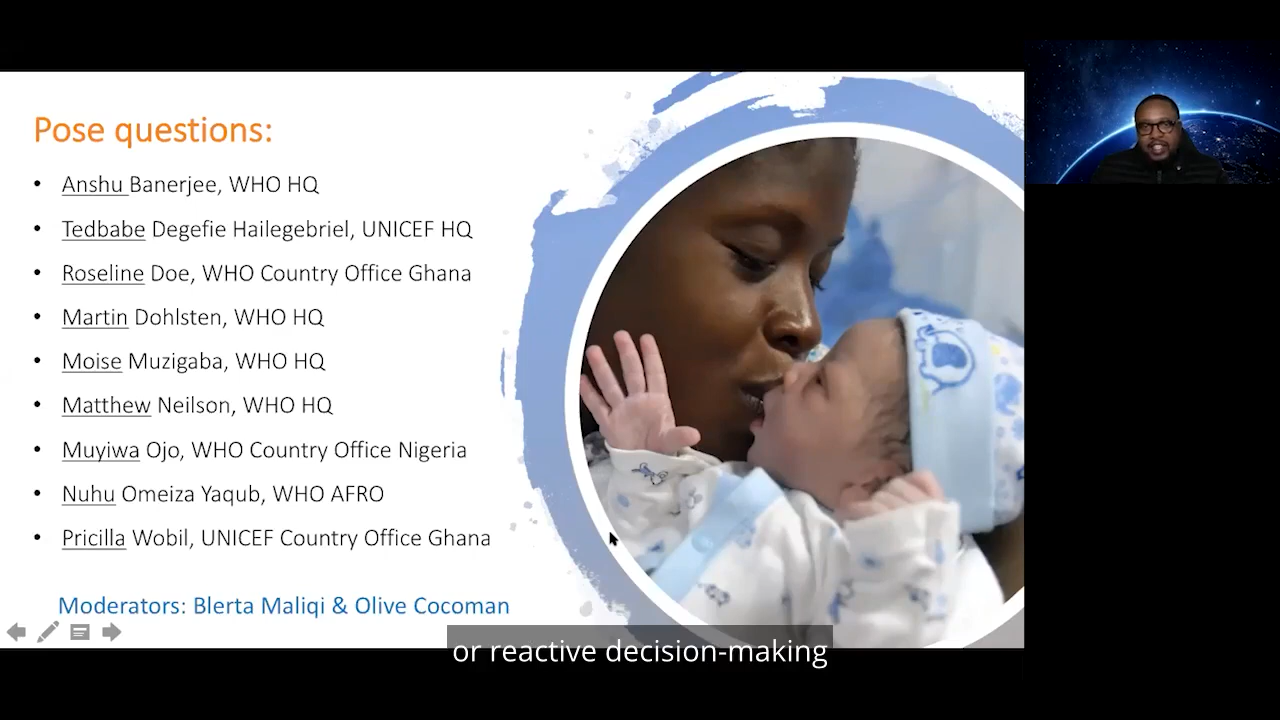 Pose questions:
• Anshu Banerjee, WHO HQ
• Tedbabe Degefie Hailegebriel, UNICEF HQ
• Roseline Doe, WHO Country Office Ghana
• Martin Dohlsten, WHO HQ
• Moise Muzigaba, WHO HQ
• Matthew Neilson, WHO HQ
• Muyiwa Ojo, WHO Country Office Nigeria
• Nuhu Omeiza Yaqub, WHO AFRO
• Pricilla Wobil, UNICEF Country Office Ghana
Moderators: Blerta Maliqi & Olive Cocoman
or reactive decision-making